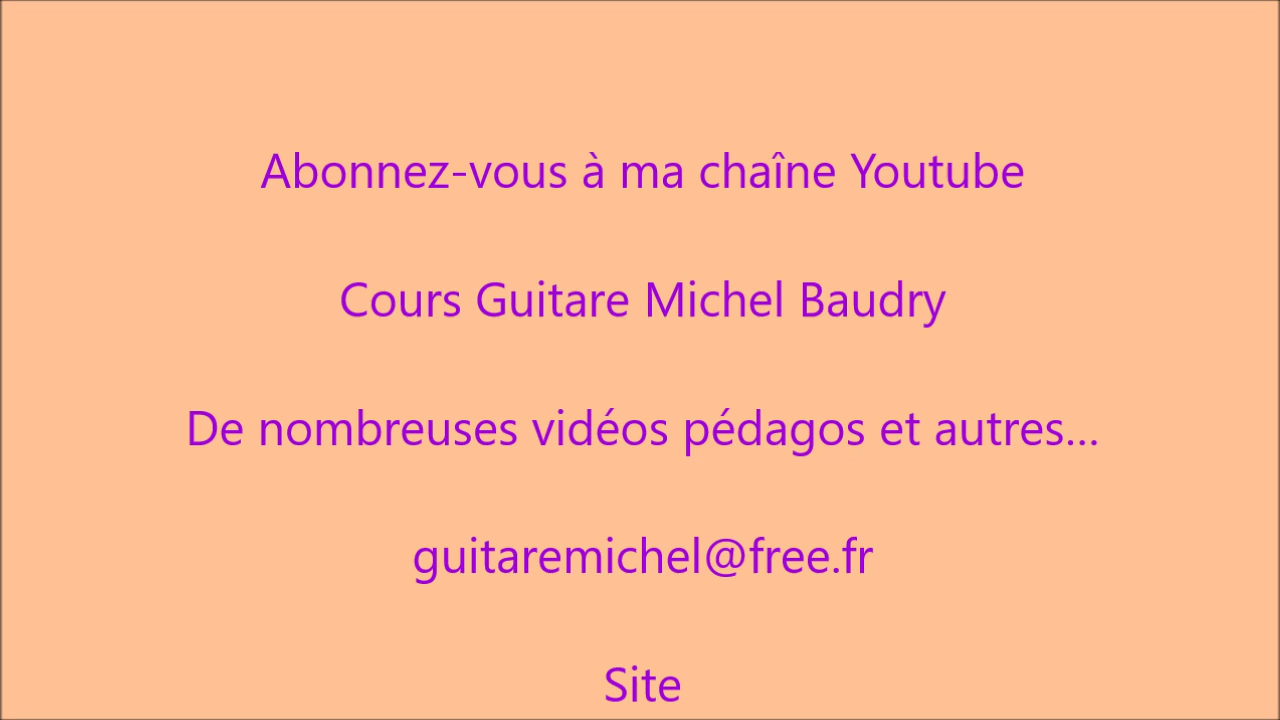 Abonnez-vous à ma chaîne Youtube
Cours Guitare Michel Baudry
De nombreuses vidéos pédagos et autres...
guitaremichel@free.fr
Site